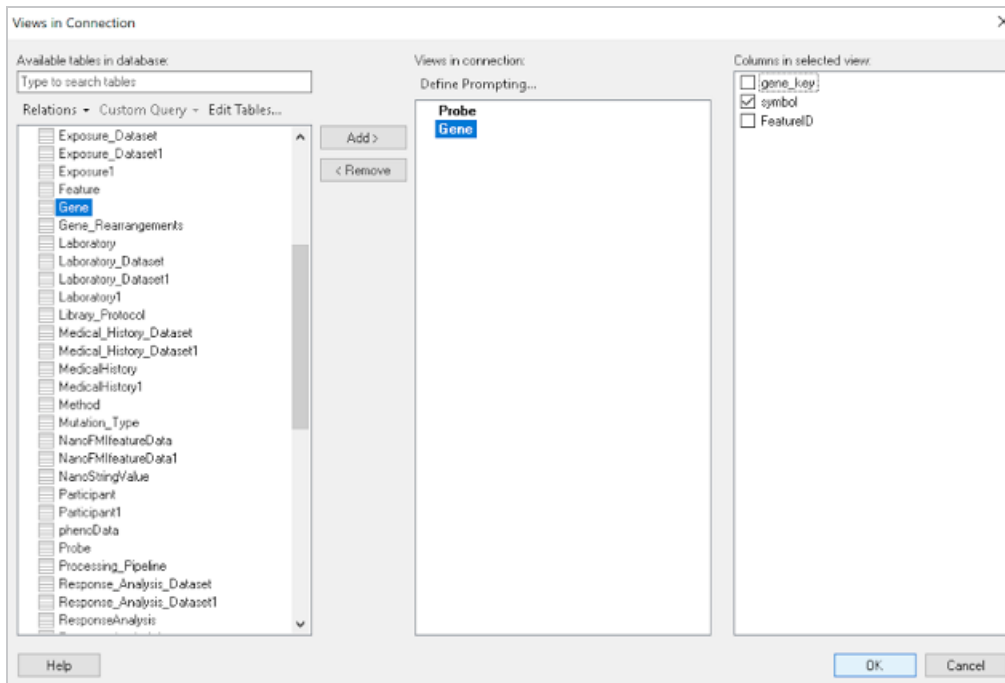 Views in Connection
Available tables in database:
Type to search tables
Relations Custom Query Edit Tables...
Exposure_Dataset
Exposure_Dataset1
Exposure1
Feature
Gene
Gene_Rearrangements
Laboratory
Laboratory_Dataset
Laboratory_Dataset1
Laboratory1
Library_Protocol
Medical_History_Dataset
Medical_History_Dataset1
MedicalHistory
MedicalHistory1
Method
Mutation_Type
NanoFMIfeatureData
NanoFMIfeatureData1
NanoStringValue
Participant
Participant1
phenoData
Probe
Processing_Pipeline
Response_Analysis_Dataset
Response_Analysis_Dataset1
ResponseAnalysis
Add >
< Remove
Views in connection:
Define Prompting...
Probe
Gene
Columns in selected view:
gene_key
symbol
FeatureID
Help
OK
Cancel